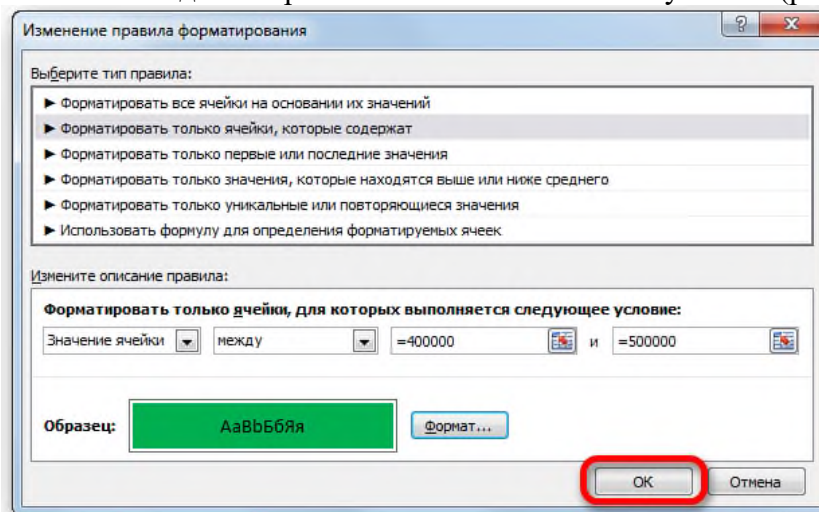 Изменение правила форматирования
Выберите тип правила:
► Форматировать все ячейки на основании их значений
► Форматировать только ячейки, которые содержат
► Форматировать только первые или последние значения
► Форматировать только значения, которые находятся выше или ниже среднего
► Форматировать только уникальные или повторяющиеся значения
► Использовать формулу для определения форматируемых ячеек
Измените описание правила:
Форматировать только ячейки, для которых выполняется следующее условие:
Значение ячейки между =400000 и =500000
Образец: АаВbБбЯя Формат...
ОК Отмена